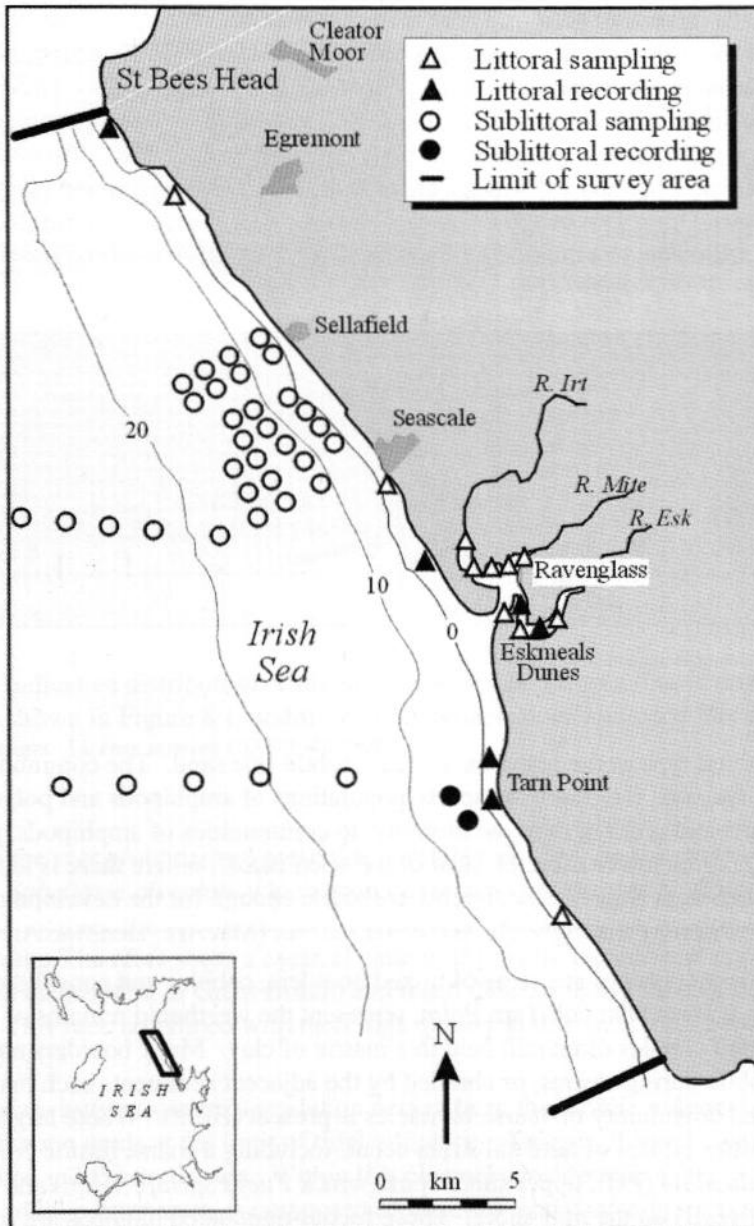 Cleator
Moor
St Bees Head
Egremont
Littoral sampling
Littoral recording
Sublittoral sampling
Sublittoral recording
Limit of survey area
Sellafield
R. Irt
20
Seascale
R. Mite
R. Esk
Ravenglass
10
0
Irish
Sea
Eskmeals
Dunes
Tarn Point
N
IRISH
SEA
0 km 5